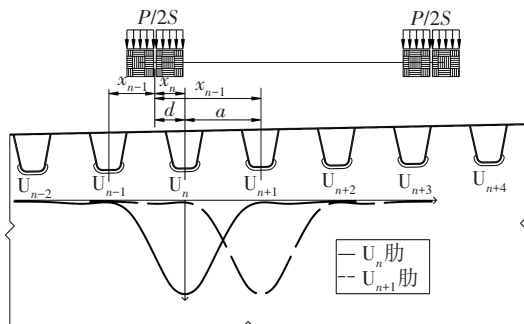 P/2S P/2S
x_{n-1} x_n x_{n-1}
d a
U_{n-2} U_{n-1} U_n U_{n+1} U_{n+2} U_{n+3} U_{n+4}
U_n肋
U_{n+1}肋